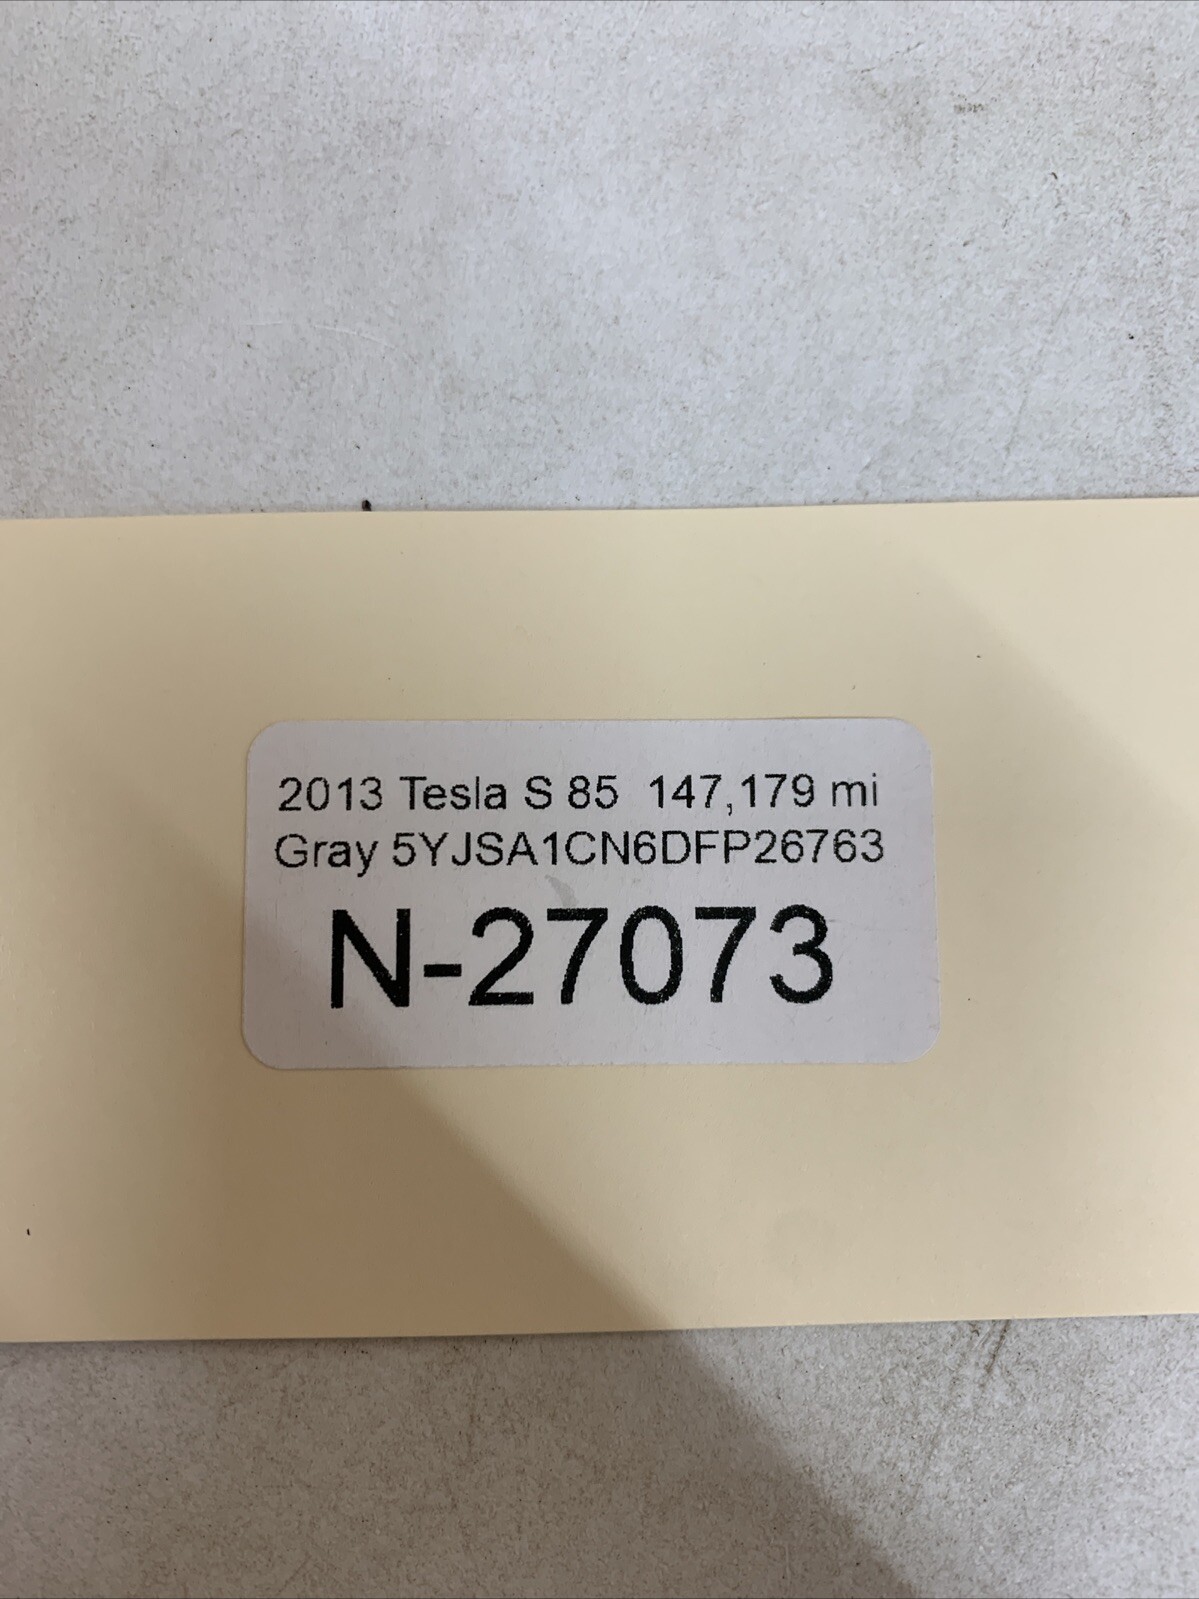 2013 Tesla S 85 147,179 mi
Gray 5YJSA1CN6DFP26763
N-27073